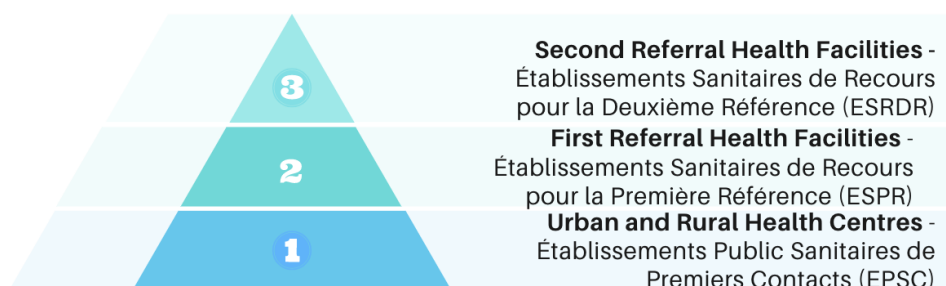 3
Second Referral Health Facilities -
Établissements Sanitaires de Recours
pour la Deuxième Référence (ESRDR)
2
First Referral Health Facilities -
Établissements Sanitaires de Recours
pour la Première Référence (ESPR)
1
Urban and Rural Health Centres -
Établissements Public Sanitaires de
Premiers Contacts (EPSC)